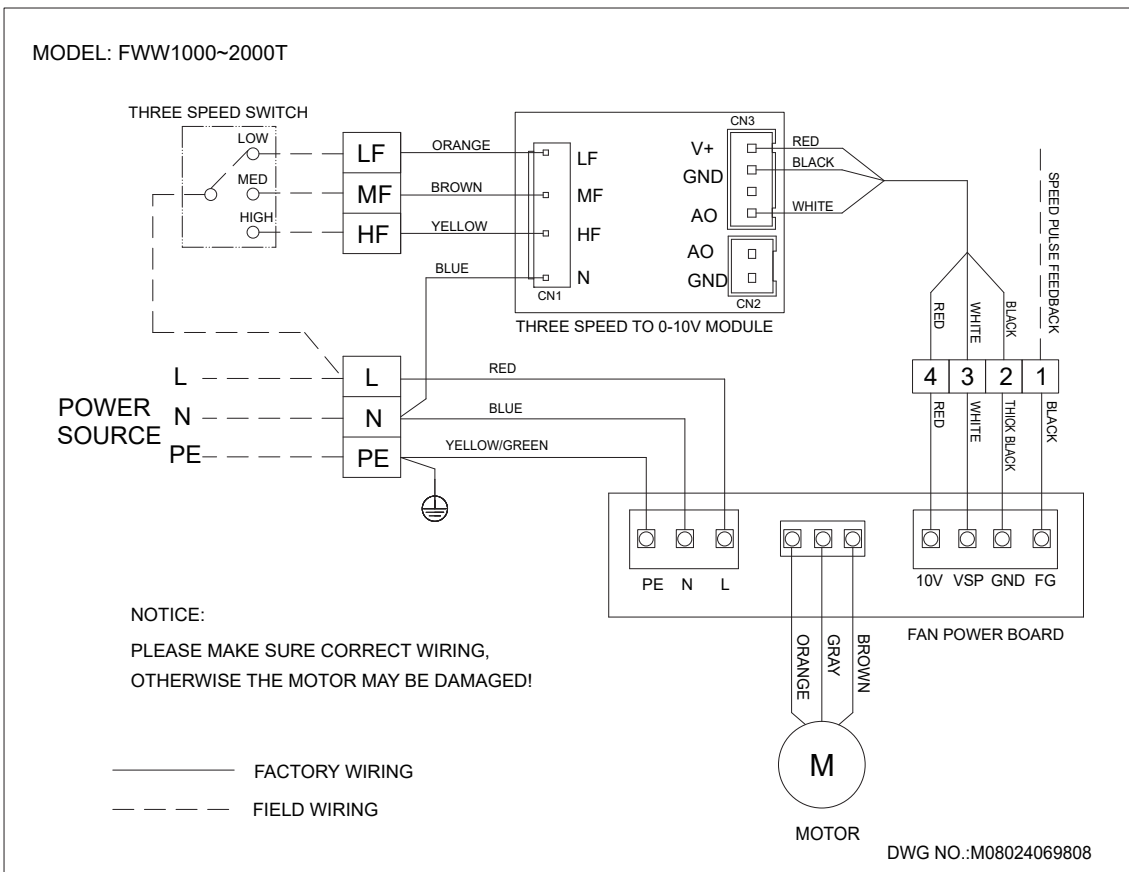 MODEL: FWW1000~2000T
THREE SPEED SWITCH
LOW
MED
HIGH
LF
MF
HF
ORANGE
BROWN
YELLOW
BLUE
LF
MF
HF
N
CN1
V+
GND
AO
AO
GND
CN3
CN2
THREE SPEED TO 0-10V MODULE
RED
BLACK
WHITE
SPEED PULSE FEEDBACK
RED
WHITE
BLACK
4
3
2
1
RED
WHITE
THICK BLACK
BLACK
POWER
SOURCE
L
N
PE
L
N
PE
RED
BLUE
YELLOW/GREEN
PE
N
L
10V
VSP
GND
FG
FAN POWER BOARD
ORANGE
GRAY
BROWN
M
MOTOR
NOTICE:
PLEASE MAKE SURE CORRECT WIRING,
OTHERWISE THE MOTOR MAY BE DAMAGED!
FACTORY WIRING
FIELD WIRING
DWG NO.:M08024069808